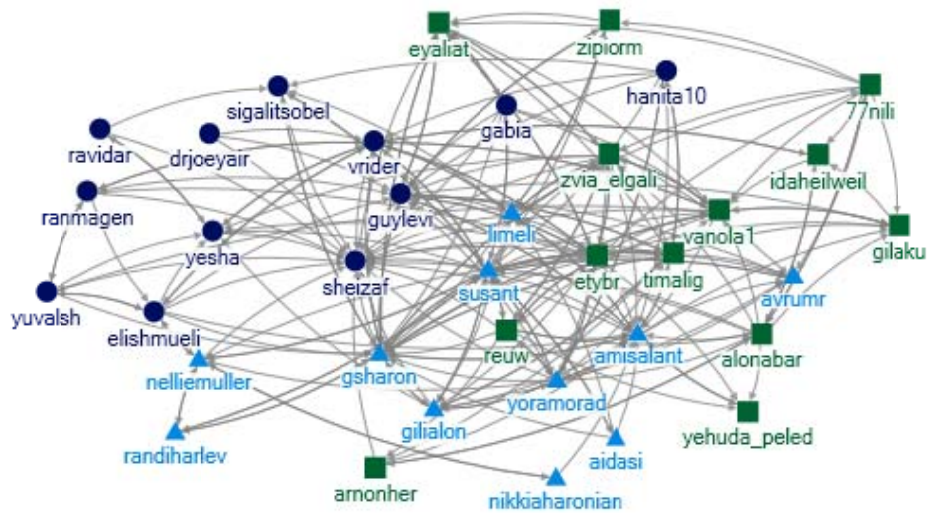 eyaliat
zipiorm
sigalitsobel
hanita10
77nili
gabia
ravidar
drjoeyair
vrider
zvia_elgali
idaheilweil
ranmagen
guylevi
limeli
vanola1
gilaku
yesha
sheizaf
susant
etybr
timalig
avrumr
yuvalsh
elishmueli
reuw
amisalant
alonabar
nelliemuller
gsharon
yoramorad
gilialon
yehuda_peled
randiharlev
aidasi
arnonher
nikkiaharonian